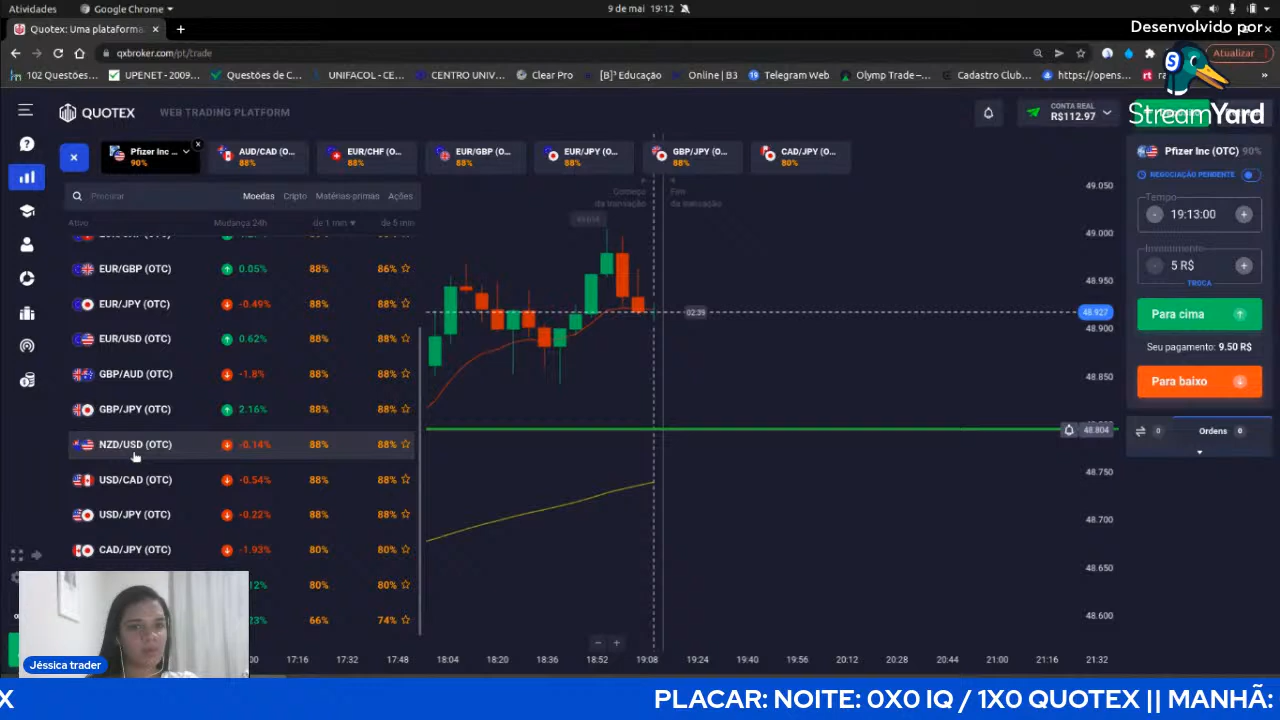 Atividades
Google Chrome
9 de mai 19:12
Quotex: Uma plataforma
qxbroker.com/pt/trade
Atualizar
Desenvolvido por
StreamYard
102 Questões...
UPENET - 2009...
Questões de C...
UNIFACOL - CE...
CENTRO UNIV...
Clear Pro
[B]³ Educação
Online | B3
Telegram Web
Olymp Trade –...
Cadastro Club...
https://opens...
QUOTEX
WEB TRADING PLATFORM
CONTA REAL
R$112.97
Pfizer Inc ...
90%
AUD/CAD (O...
88%
EUR/CHF (O...
88%
EUR/GBP (O...
88%
EUR/JPY (O...
88%
GBP/JPY (O...
88%
CAD/JPY (O...
80%
Procurar
Moedas
Cripto
Matérias-primas
Ações
Ativo
Mudança 24h
de 1 min
de 5 min
EUR/GBP (OTC) 0.05% 88% 86%
EUR/JPY (OTC) -0.49% 88% 88%
EUR/USD (OTC) 0.62% 88% 88%
GBP/AUD (OTC) -1.8% 88% 88%
GBP/JPY (OTC) 2.16% 88% 88%
NZD/USD (OTC) -0.14% 88% 88%
USD/CAD (OTC) -0.54% 88% 88%
USD/JPY (OTC) -0.22% 88% 88%
CAD/JPY (OTC) -1.93% 80% 80%
80% 80%
66% 74%
Começo
da transação
Fim
da transação
49.050
49.000
48.950
48.927
48.900
48.850
48.804
48.750
48.700
48.650
48.600
02:39
17:16 17:32 17:48 18:04 18:20 18:36 18:52 19:08 19:24 19:40 19:56 20:12 20:28 20:44 21:00 21:16 21:32
Pfizer Inc (OTC) 90%
NEGOCIAÇÃO PENDENTE
Tempo
- 19:13:00 +
Investimento
- 5 R$ +
TROCA
Para cima
Seu pagamento: 9.50 R$
Para baixo
0 Ordens 0
Jéssica trader
X PLACAR: NOITE: 0X0 IQ / 1X0 QUOTEX || MANHÃ: